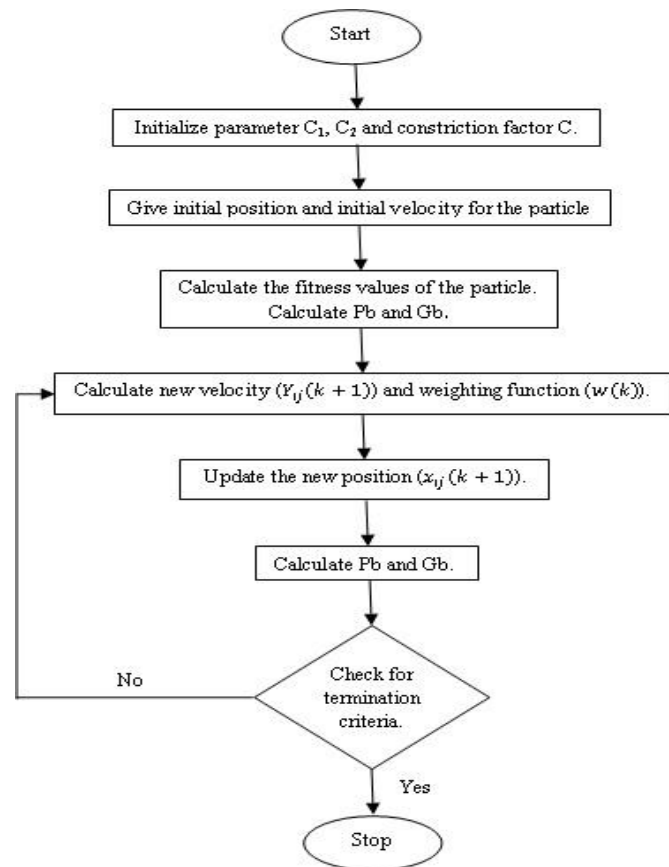 Start
Initialize parameter C₁, C₂ and constriction factor C.
Give initial position and initial velocity for the particle
Calculate the fitness values of the particle.
Calculate Pb and Gb.
Calculate new velocity (Yᵢⱼ(k + 1)) and weighting function (w(k)).
Update the new position (xᵢⱼ(k + 1)).
Calculate Pb and Gb.
Check for
termination
criteria.
No
Yes
Stop